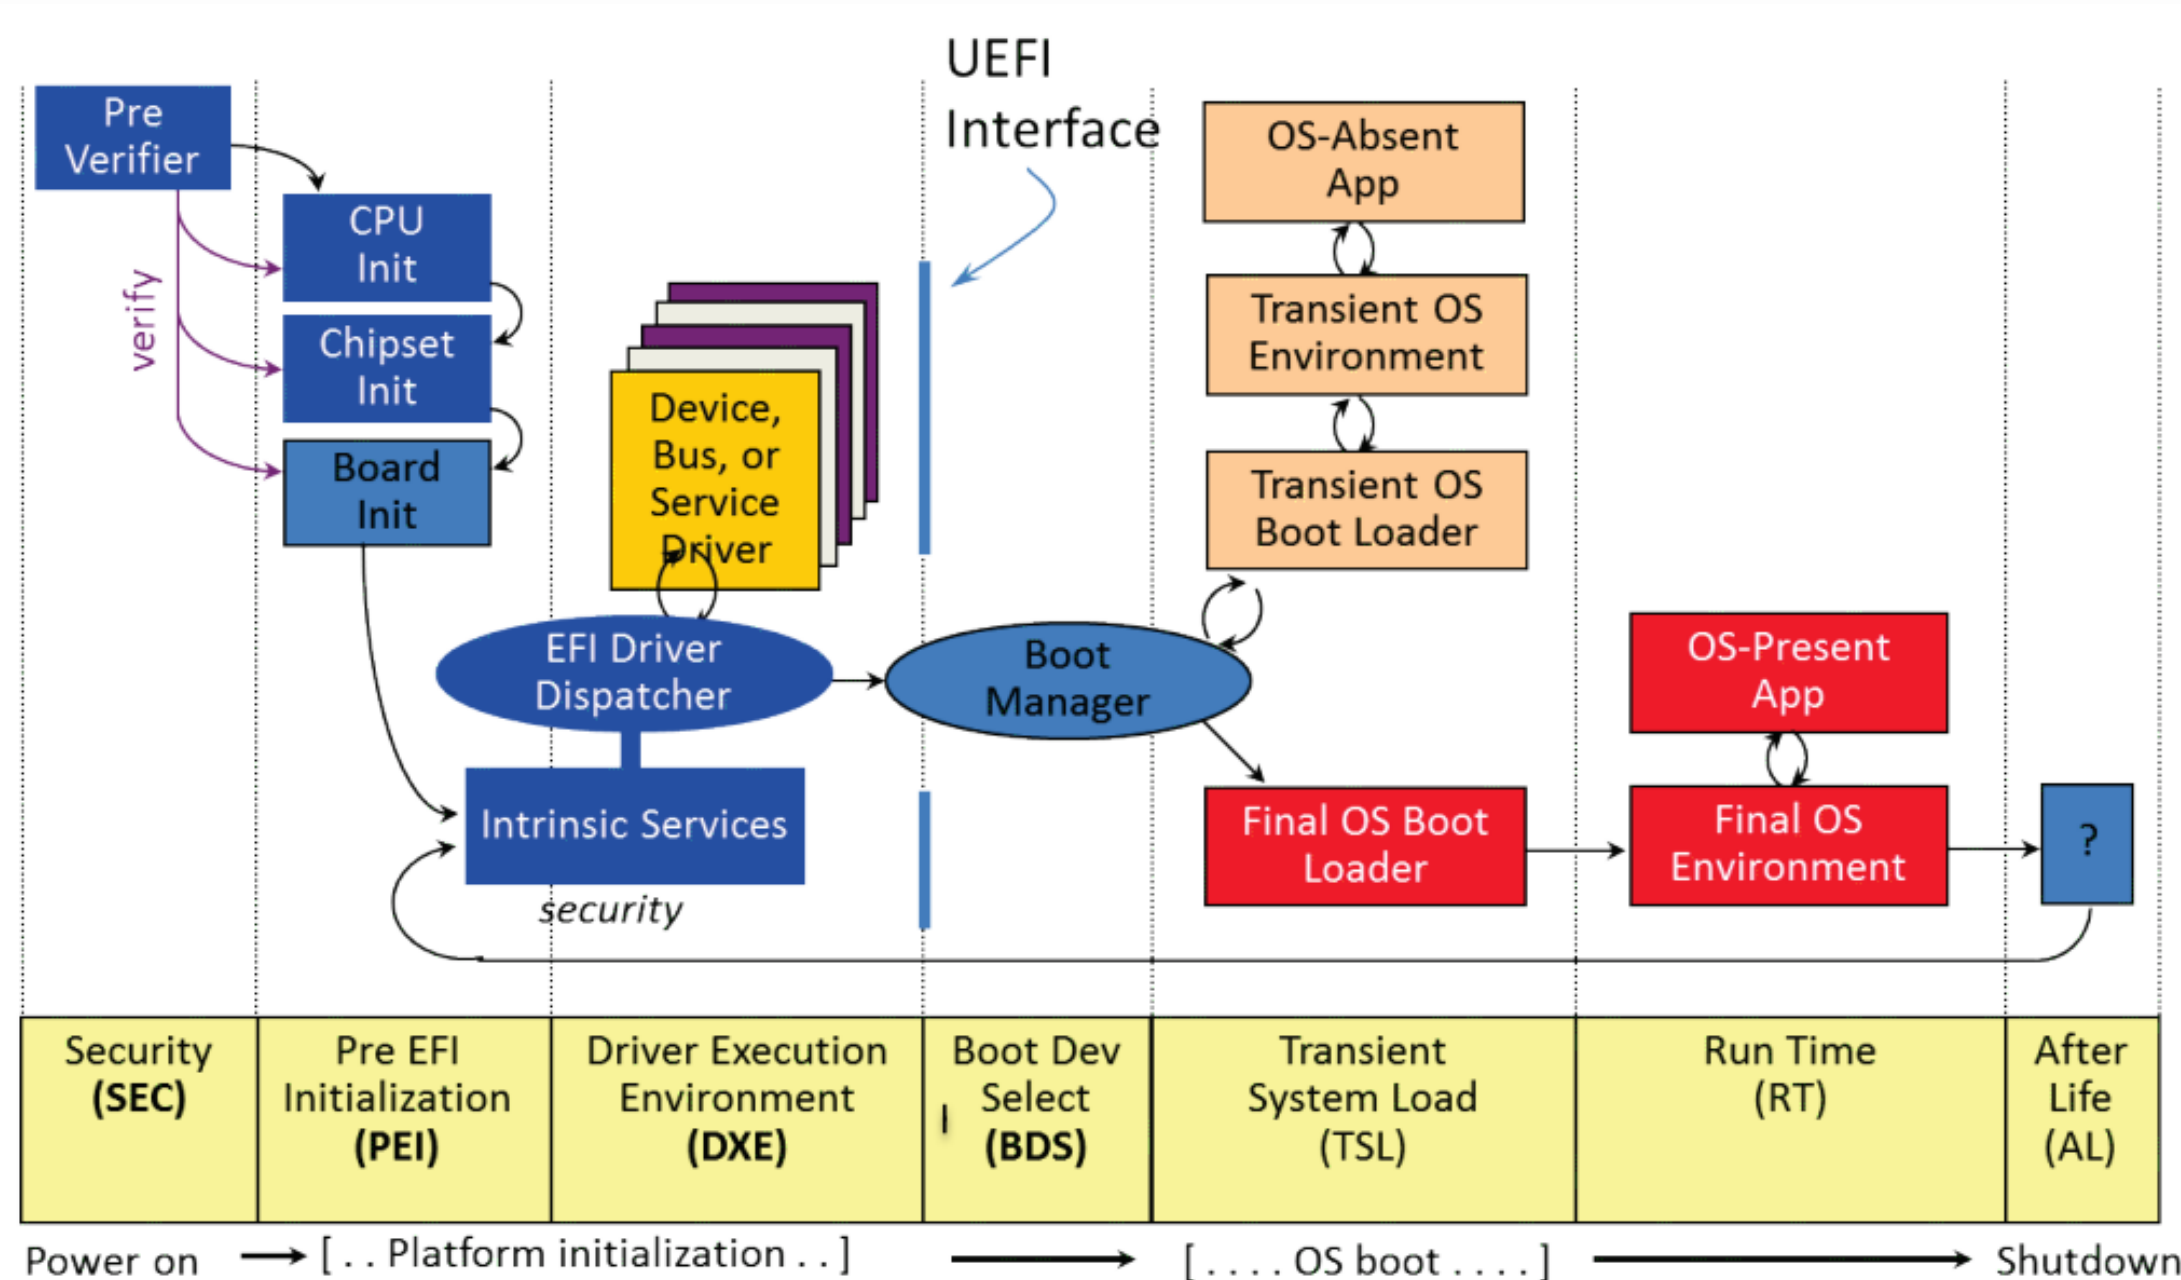 UEFI
Interface
Pre
Verifier
verify
CPU
Init
Chipset
Init
Board
Init
Device,
Bus, or
Service
Driver
EFI Driver
Dispatcher
Intrinsic Services
security
Boot
Manager
OS-Absent
App
Transient OS
Environment
Transient OS
Boot Loader
Final OS Boot
Loader
OS-Present
App
Final OS
Environment
?
Security
(SEC)
Pre EFI
Initialization
(PEI)
Driver Execution
Environment
(DXE)
Boot Dev
Select
(BDS)
Transient
System Load
(TSL)
Run Time
(RT)
After
Life
(AL)
Power on [ . . Platform initialization . . ] [ . . . . OS boot . . . . ] Shutdown